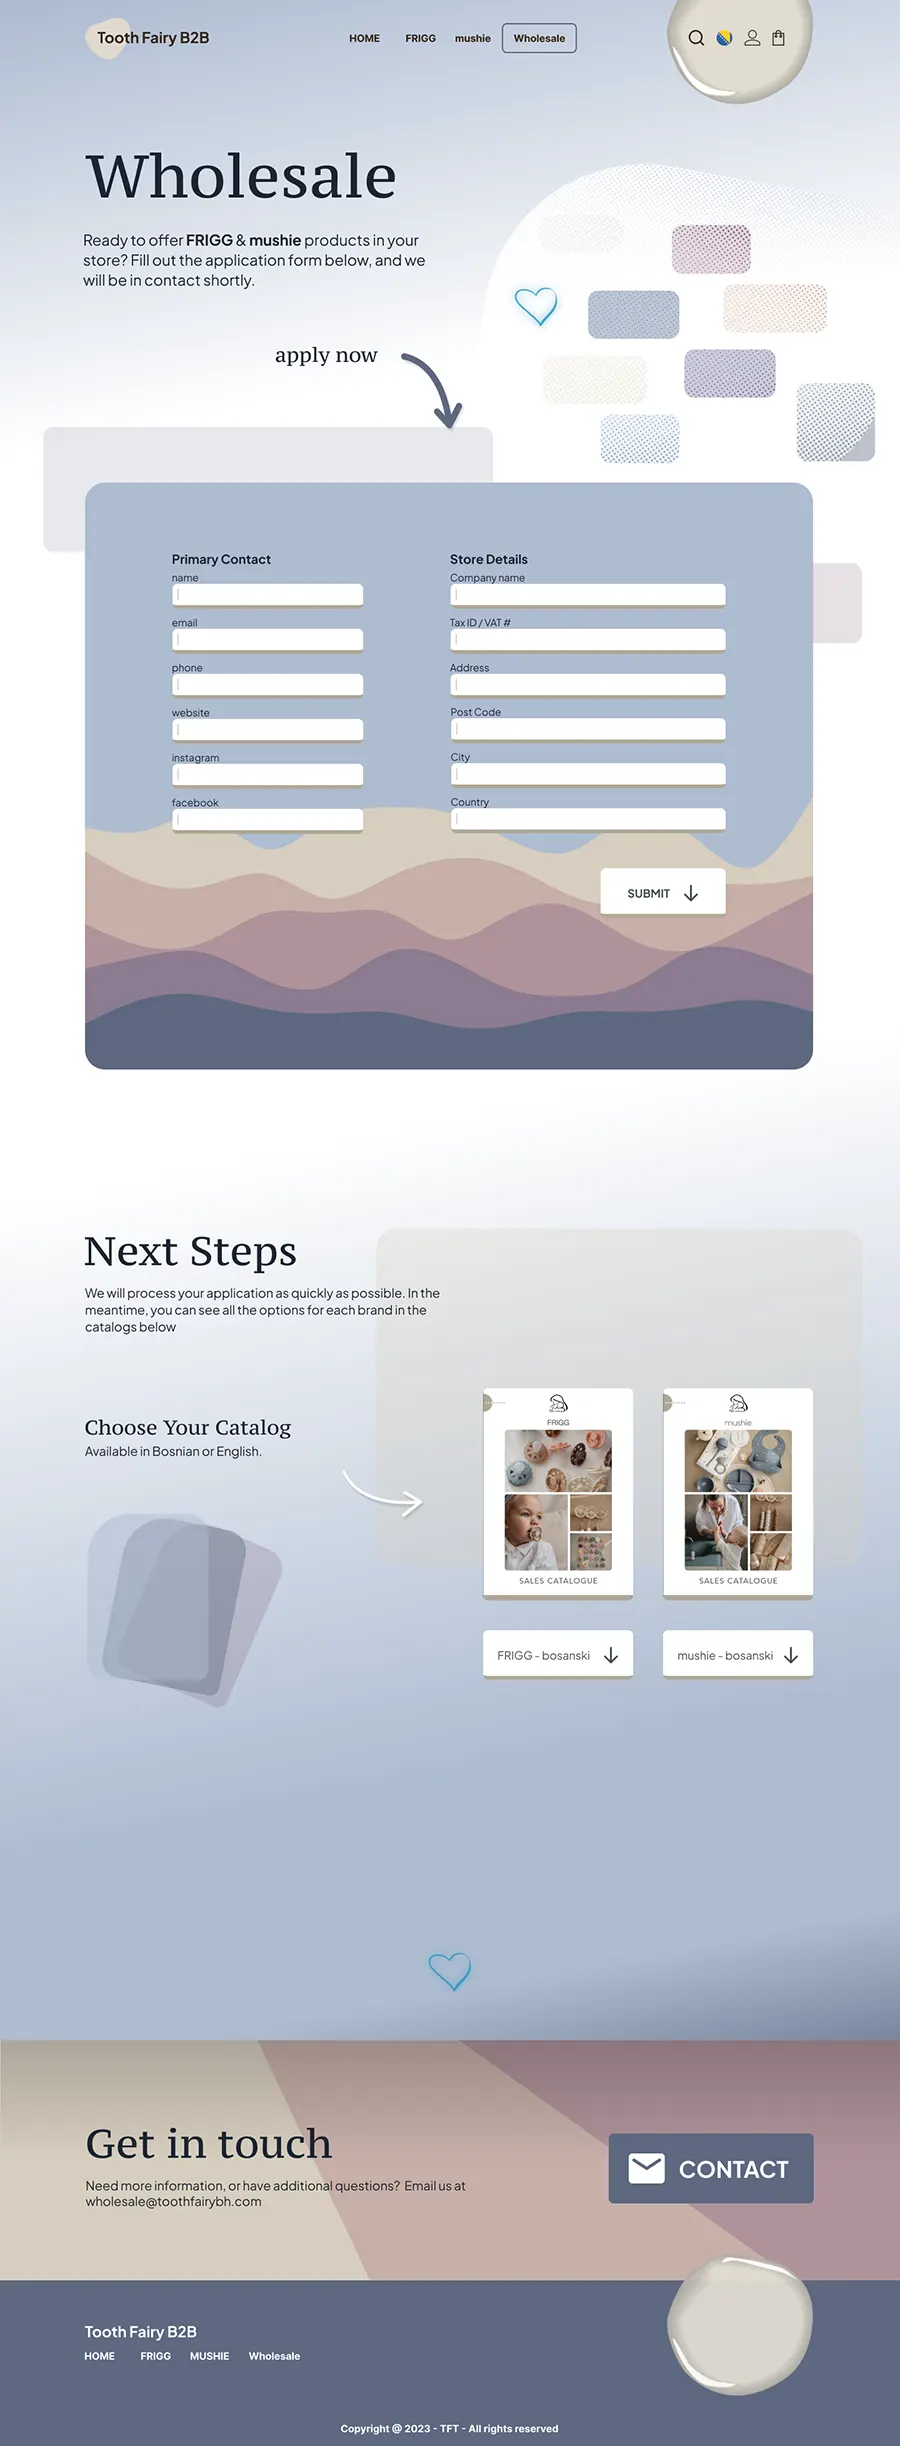 Tooth Fairy B2B
HOME FRIGG mushie Wholesale
Wholesale
Ready to offer FRIGG & mushie products in your
store? Fill out the application form below, and we
will be in contact shortly.
apply now
Primary Contact
name
email
phone
website
instagram
facebook
Store Details
Company name
Tax ID / VAT #
Address
Post Code
City
Country
SUBMIT
Next Steps
We will process your application as quickly as possible. In the
meantime, you can see all the options for each brand in the
catalogs below
Choose Your Catalog
Available in Bosnian or English.
FRIGG
SALES CATALOGUE
mushie
SALES CATALOGUE
FRIGG - bosanski
mushie - bosanski
Get in touch
Need more information, or have additional questions? Email us at
wholesale@toothfairybh.com
CONTACT
Tooth Fairy B2B
HOME FRIGG MUSHIE Wholesale
Copyright @ 2023 - TFT - All rights reserved